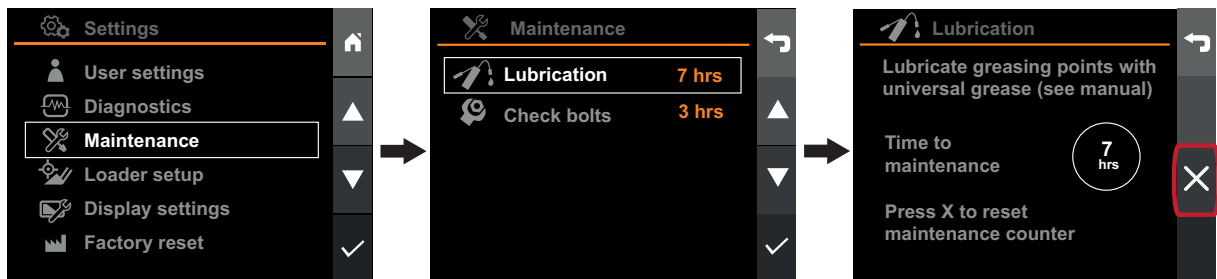 Settings
User settings
Diagnostics
Maintenance
Loader setup
Display settings
Factory reset
Maintenance
Lubrication 7 hrs
Check bolts 3 hrs
Lubrication
Lubricate greasing points with
universal grease (see manual)
Time to
maintenance
7
hrs
Press X to reset
maintenance counter